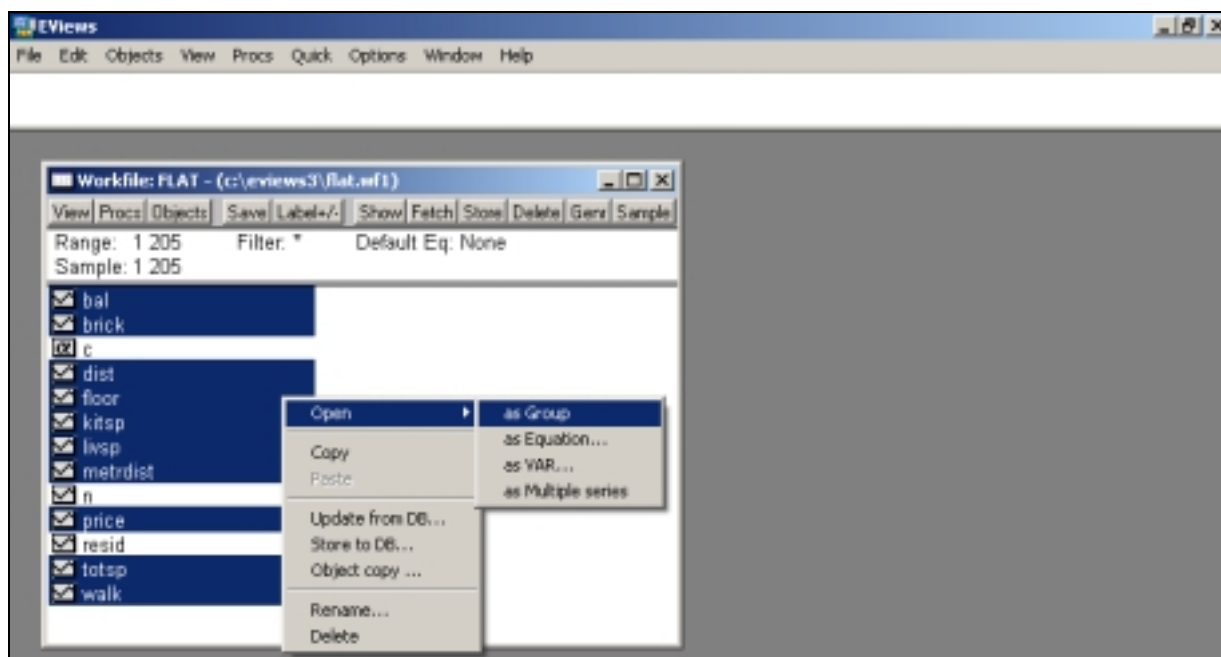 EViews
File Edit Objects View Procs Quick Options Window Help
Workfile: FLAT - (c:\eviews3\flat.wf1)
View Procs Objects Save Label+/- Show Fetch Store Delete Genr Sample
Range: 1 205 Filter: * Default Eq: None
Sample: 1 205
bal
brick
c
dist
floor
kitsp
livsp
metrdist
n
price
resid
totsp
walk
Open
Copy
Paste
Update from DB...
Store to DB...
Object copy ...
Rename...
Delete
as Group
as Equation...
as VAR...
as Multiple series